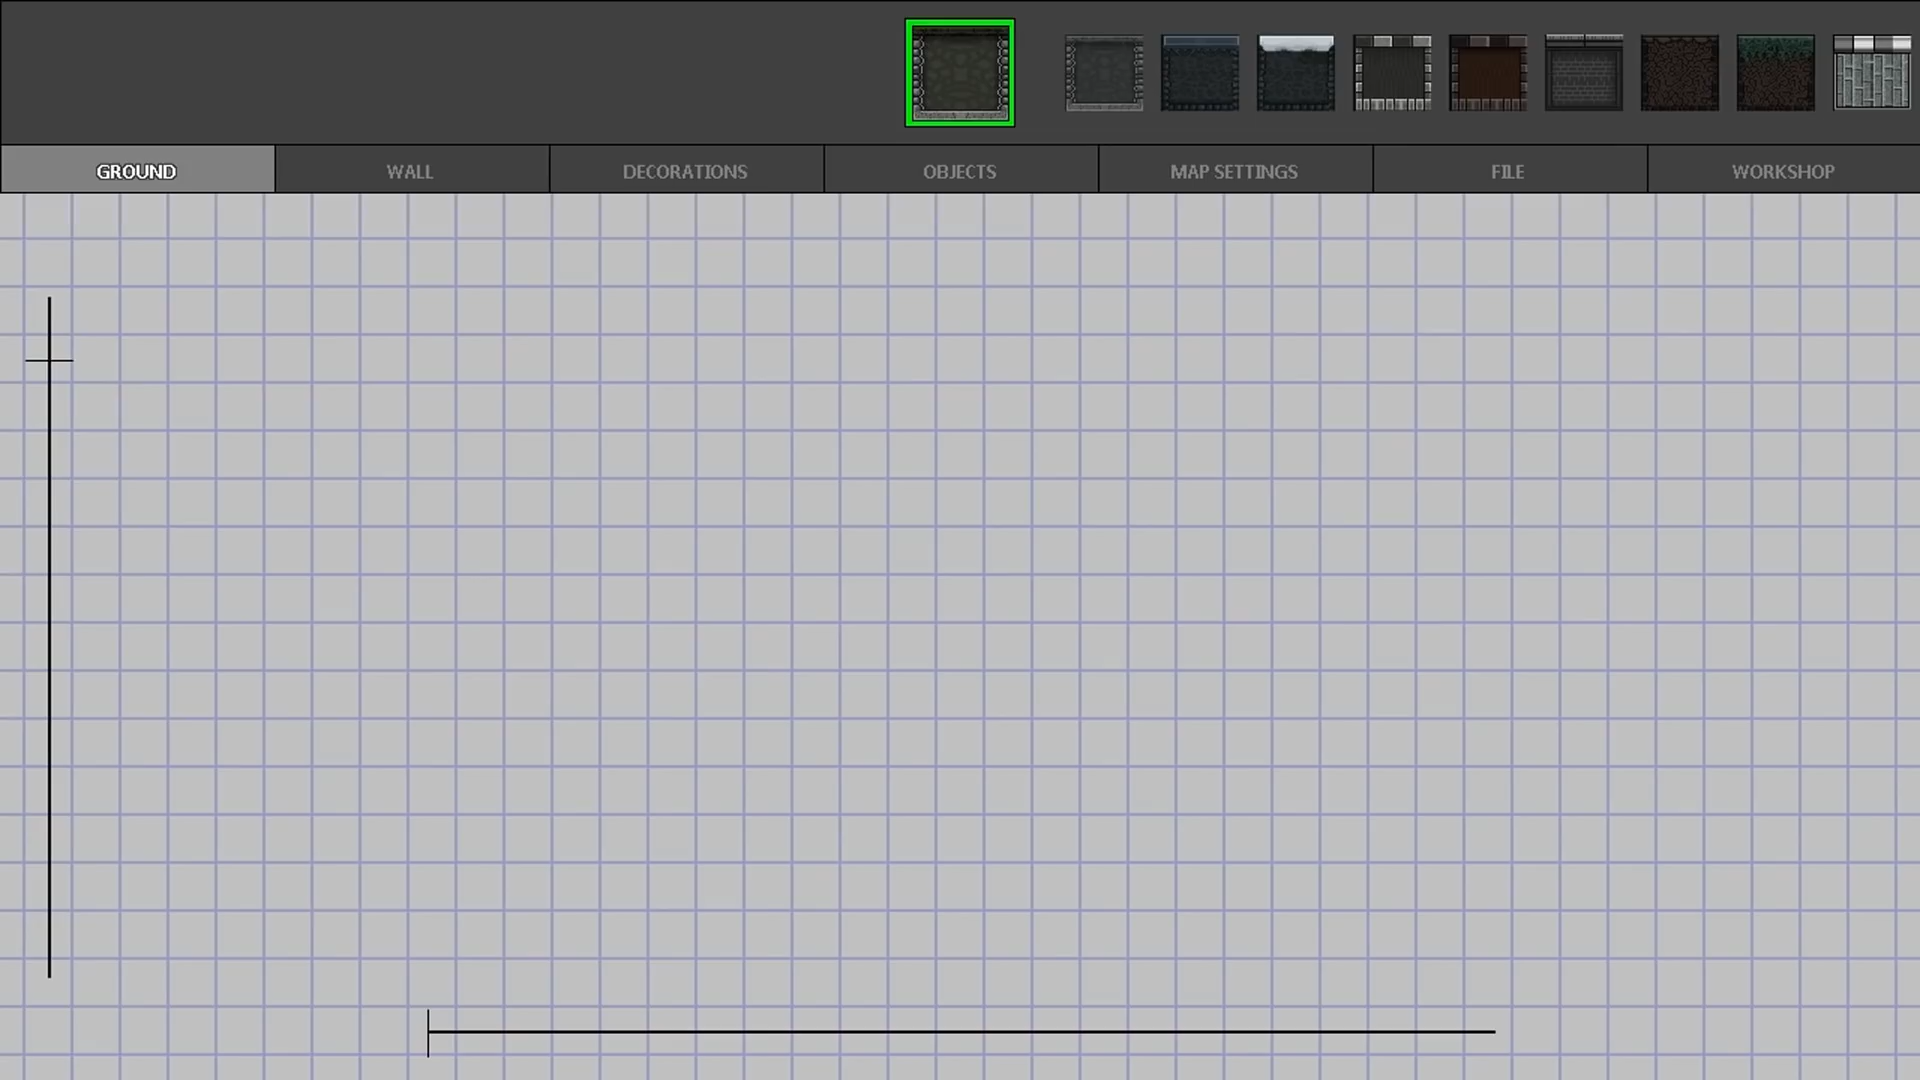 GROUND
WALL
DECORATIONS
OBJECTS
MAP SETTINGS
FILE
WORKSHOP